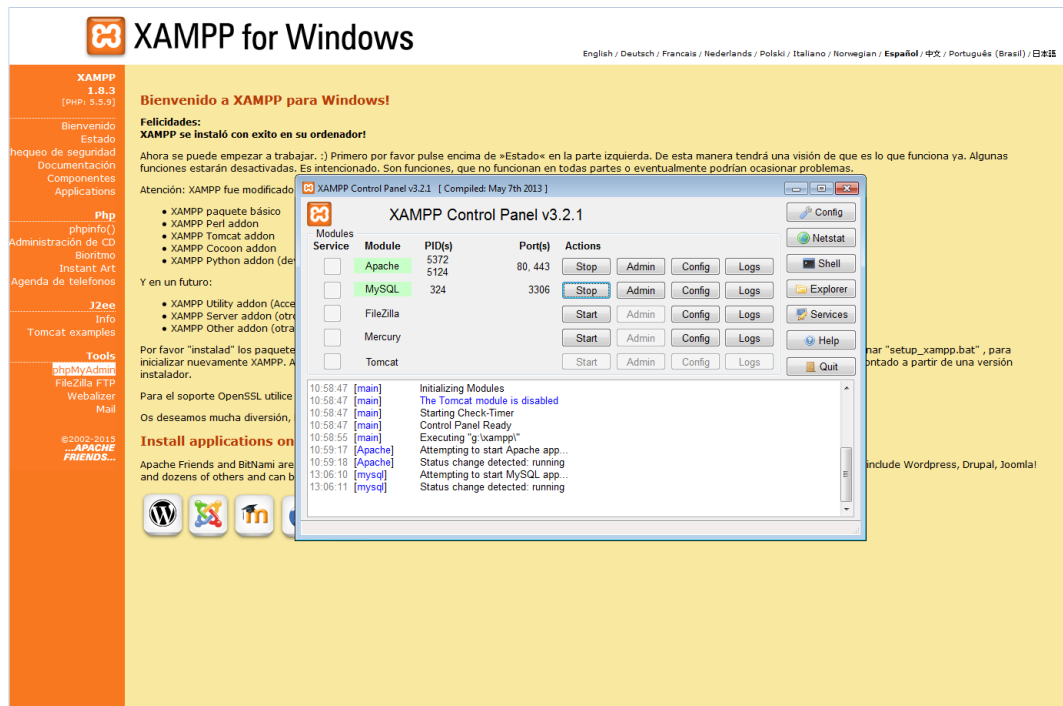 XAMPP for Windows
English / Deutsch / Francais / Nederlands / Polski / Italiano / Norwegian / Español / 中文 / Português (Brasil) / 日本語
XAMPP
1.8.3
[PHP: 5.5.9]
Bienvenido
Estado
hequeo de seguridad
Documentación
Componentes
Applications
Php
phpinfo()
Administración de CD
Bioritmo
Instant Art
Agenda de telefonos
J2ee
Info
Tomcat examples
Tools
phpMyAdmin
FileZilla FTP
Webalizer
Mail
©2002-2015
...APACHE
FRIENDS...
Bienvenido a XAMPP para Windows!
Felicidades:
XAMPP se instaló con exito en su ordenador!
Ahora se puede empezar a trabajar. :) Primero por favor pulse encima de »Estado« en la parte izquierda. De esta manera tendrá una visión de que es lo que funciona ya. Algunas
funciones estarán desactivadas. Es intencionado. Son funciones, que no funcionan en todas partes o eventualmente podrían ocasionar problemas.
Atención: XAMPP fue modificado
• XAMPP paquete básico
• XAMPP Perl addon
• XAMPP Tomcat addon
• XAMPP Cocoon addon
• XAMPP Python addon (de
Y en un futuro:
• XAMPP Utility addon (Acce
• XAMPP Server addon (otro
• XAMPP Other addon (otra
Por favor "instalad" los paquete nar "setup_xampp.bat" , para
inicializar nuevamente XAMPP. A ontado a partir de una versión
instalador.
Para el soporte OpenSSL utilice
Os deseamos mucha diversión,
Install applications on
Apache Friends and BitNami are include Wordpress, Drupal, Joomla!
and dozens of others and can b
XAMPP Control Panel v3.2.1 [ Compiled: May 7th 2013 ]
XAMPP Control Panel v3.2.1
Modules
Service Module PID(s) Port(s) Actions
Apache 5372 5124 80, 443 Stop Admin Config Logs
MySQL 324 3306 Stop Admin Config Logs
FileZilla Start Admin Config Logs
Mercury Start Admin Config Logs
Tomcat Start Admin Config Logs
Config
Netstat
Shell
Explorer
Services
Help
Quit
10:58:47 [main] Initializing Modules
10:58:47 [main] The Tomcat module is disabled
10:58:47 [main] Starting Check-Timer
10:58:47 [main] Control Panel Ready
10:58:55 [main] Executing "g:\xampp\"
10:59:17 [Apache] Attempting to start Apache app...
10:59:18 [Apache] Status change detected: running
13:06:10 [mysql] Attempting to start MySQL app...
13:06:11 [mysql] Status change detected: running